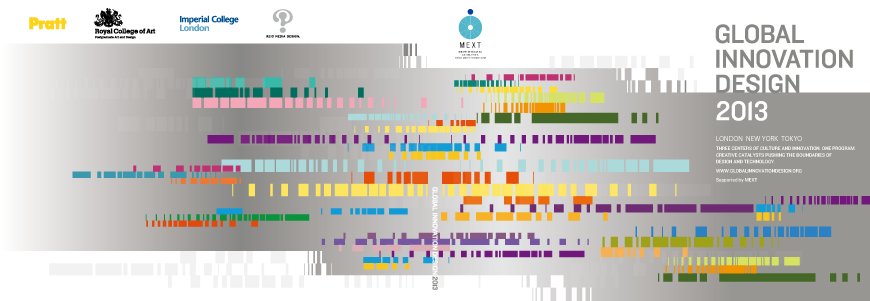 Pratt
Royal College of Art
Postgraduate Art and Design
Imperial College
London
KEIO MEDIA DESIGN
MEXT
GLOBAL
INNOVATION
DESIGN
2013
LONDON NEW YORK TOKYO
THREE CENTERS OF CULTURE AND INNOVATION. ONE PROGRAM.
CREATIVE CATALYSTS PUSHING THE BOUNDARIES OF
DESIGN AND TECHNOLOGY.
WWW.GLOBALINNOVATIONDESIGN.ORG
Supported by MEXT
GLOBAL INNOVATION DESIGN 2013